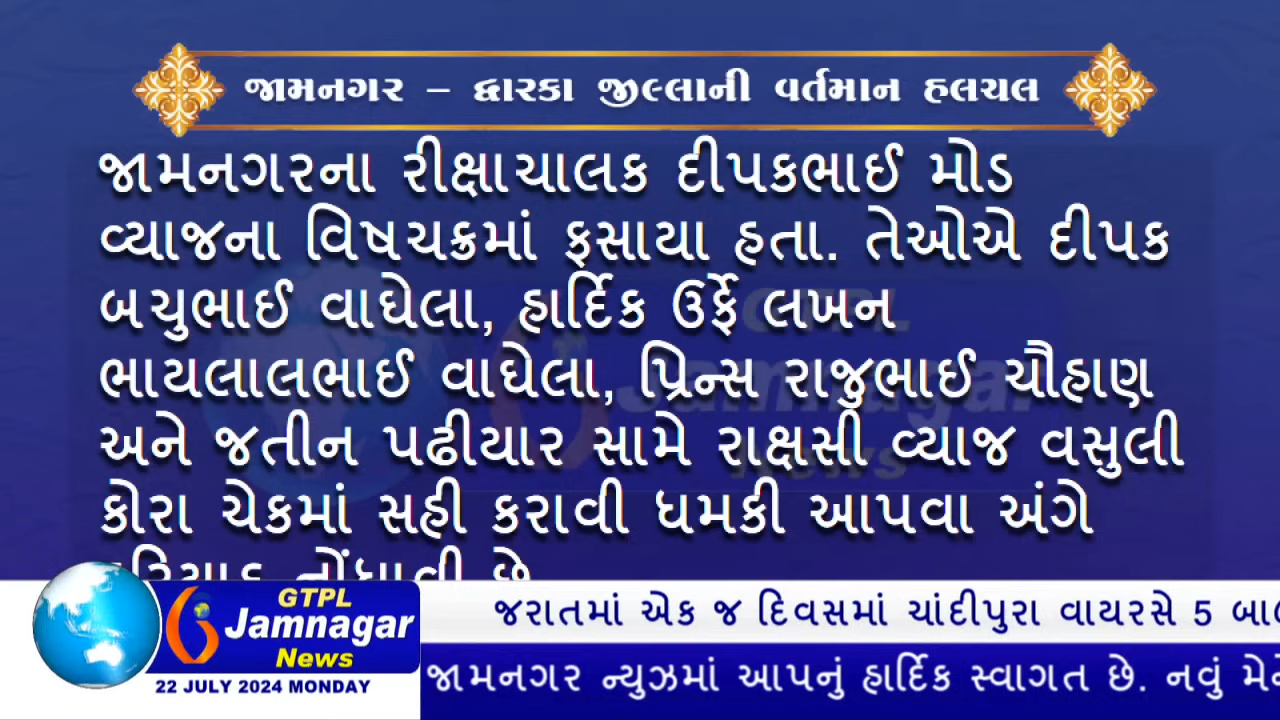 જામનગર – દ્વારકા જીલ્લાની વર્તમાન હલચલ
જામનગરના રીક્ષાચાલક દીપકભાઈ મોડ
વ્યાજના વિષચક્રમાં ફસાયા હતા. તેઓએ દીપક
બચુભાઈ વાઘેલા, હાર્દિક ઉર્ફે લખન
ભાયલાલભાઈ વાઘેલા, પ્રિન્સ રાજુભાઈ ચૌહાણ
અને જતીન પઢીયાર સામે રાક્ષસી વ્યાજ વસુલી
કોરા ચેકમાં સહી કરાવી ધમકી આપવા અંગે
નોંધાવી છે
GTPL
Jamnagar
News
22 JULY 2024 MONDAY
જરાતમાં એક જ દિવસમાં ચાંદીપુરા વાયરસે 5
જામનગર ન્યુઝમાં આપનું હાર્દિક સ્વાગત છે. નવું